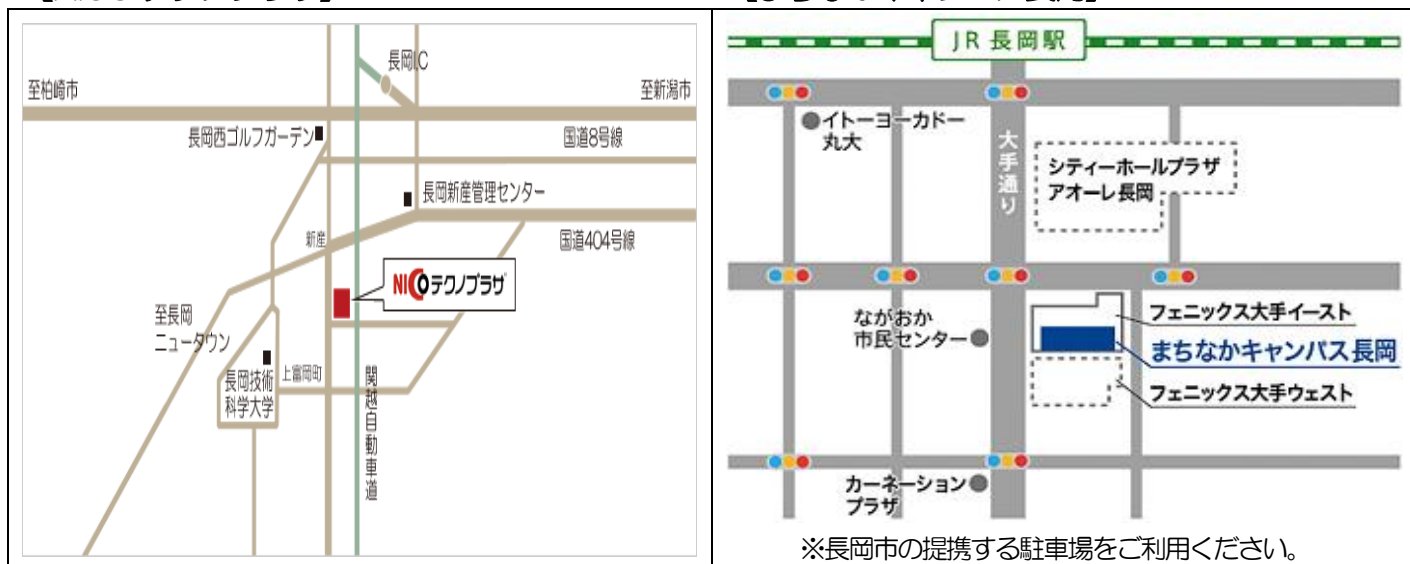 長岡I.C
至柏崎市
至新潟市
長岡西ゴルフガーデン
国道8号線
長岡新産管理センター
新産
国道404号線
NICOテクノプラザ
至長岡
ニュータウン
長岡技術
科学大学
上富岡町
関越自動車道
JR 長岡駅
イトーヨーカドー
丸大
大手通り
シティーホールプラザ
アオーレ長岡
ながおか
市民センター
フェニックス大手イースト
まちなかキャンパス長岡
フェニックス大手ウェスト
カーネーション
プラザ
※長岡市の提携する駐車場をご利用ください。